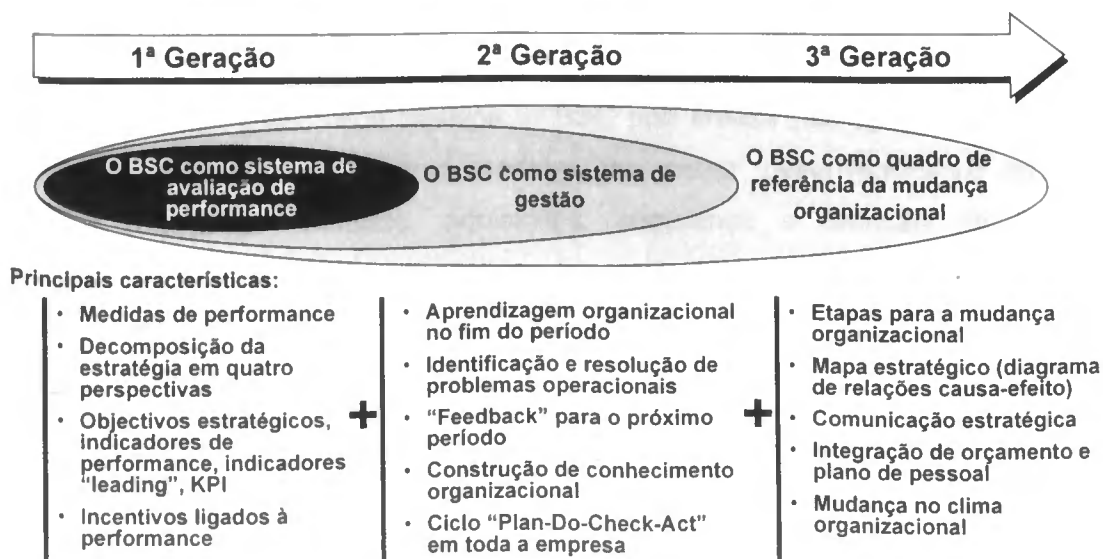 1ª Geração
2ª Geração
3ª Geração
O BSC como sistema de
avaliação de
performance
O BSC como sistema de
gestão
O BSC como quadro de
referência da mudança
organizacional
Principais características:
· Medidas de performance
· Decomposição da
estratégia em quatro
perspectivas
· Objectivos estratégicos,
indicadores de
performance, indicadores
"leading", KPI
· Incentivos ligados à
performance
+
· Aprendizagem organizacional
no fim do período
· Identificação e resolução de
problemas operacionais
· "Feedback" para o próximo
período
· Construção de conhecimento
organizacional
· Ciclo "Plan-Do-Check-Act"
em toda a empresa
+
· Etapas para a mudança
organizacional
· Mapa estratégico (diagrama
de relações causa-efeito)
· Comunicação estratégica
· Integração de orçamento e
plano de pessoal
· Mudança no clima
organizacional